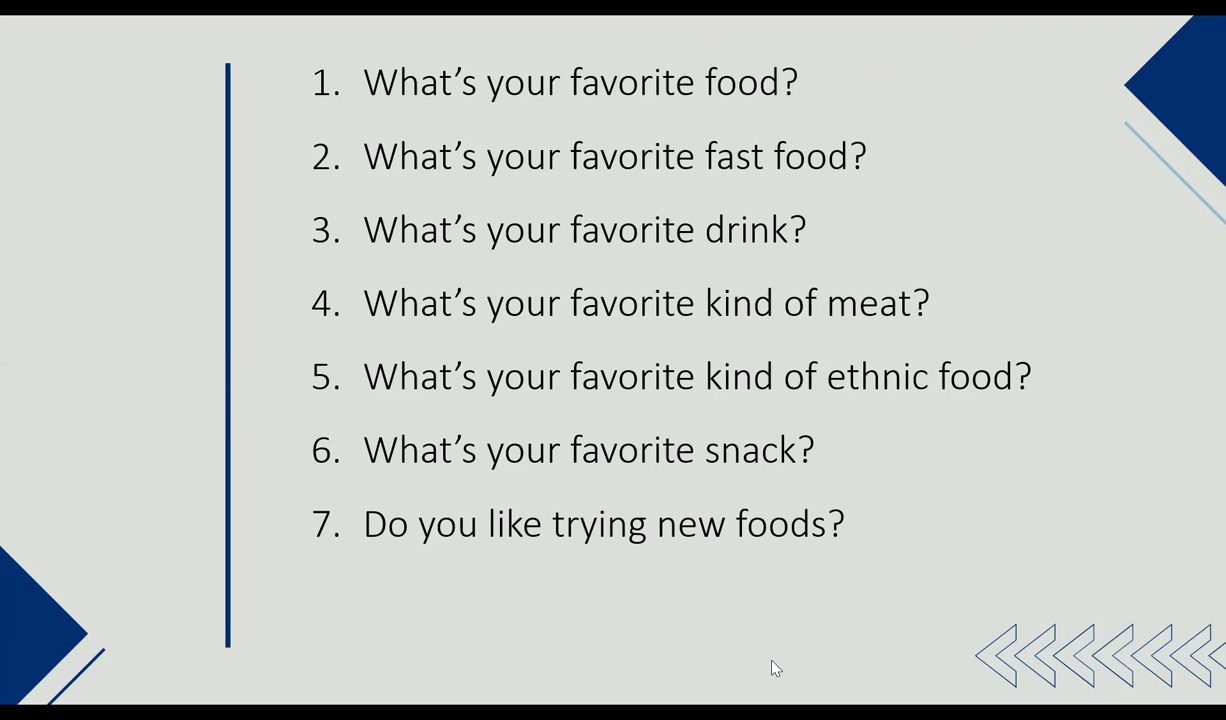 1. What’s your favorite food?
2. What’s your favorite fast food?
3. What’s your favorite drink?
4. What’s your favorite kind of meat?
5. What’s your favorite kind of ethnic food?
6. What’s your favorite snack?
7. Do you like trying new foods?